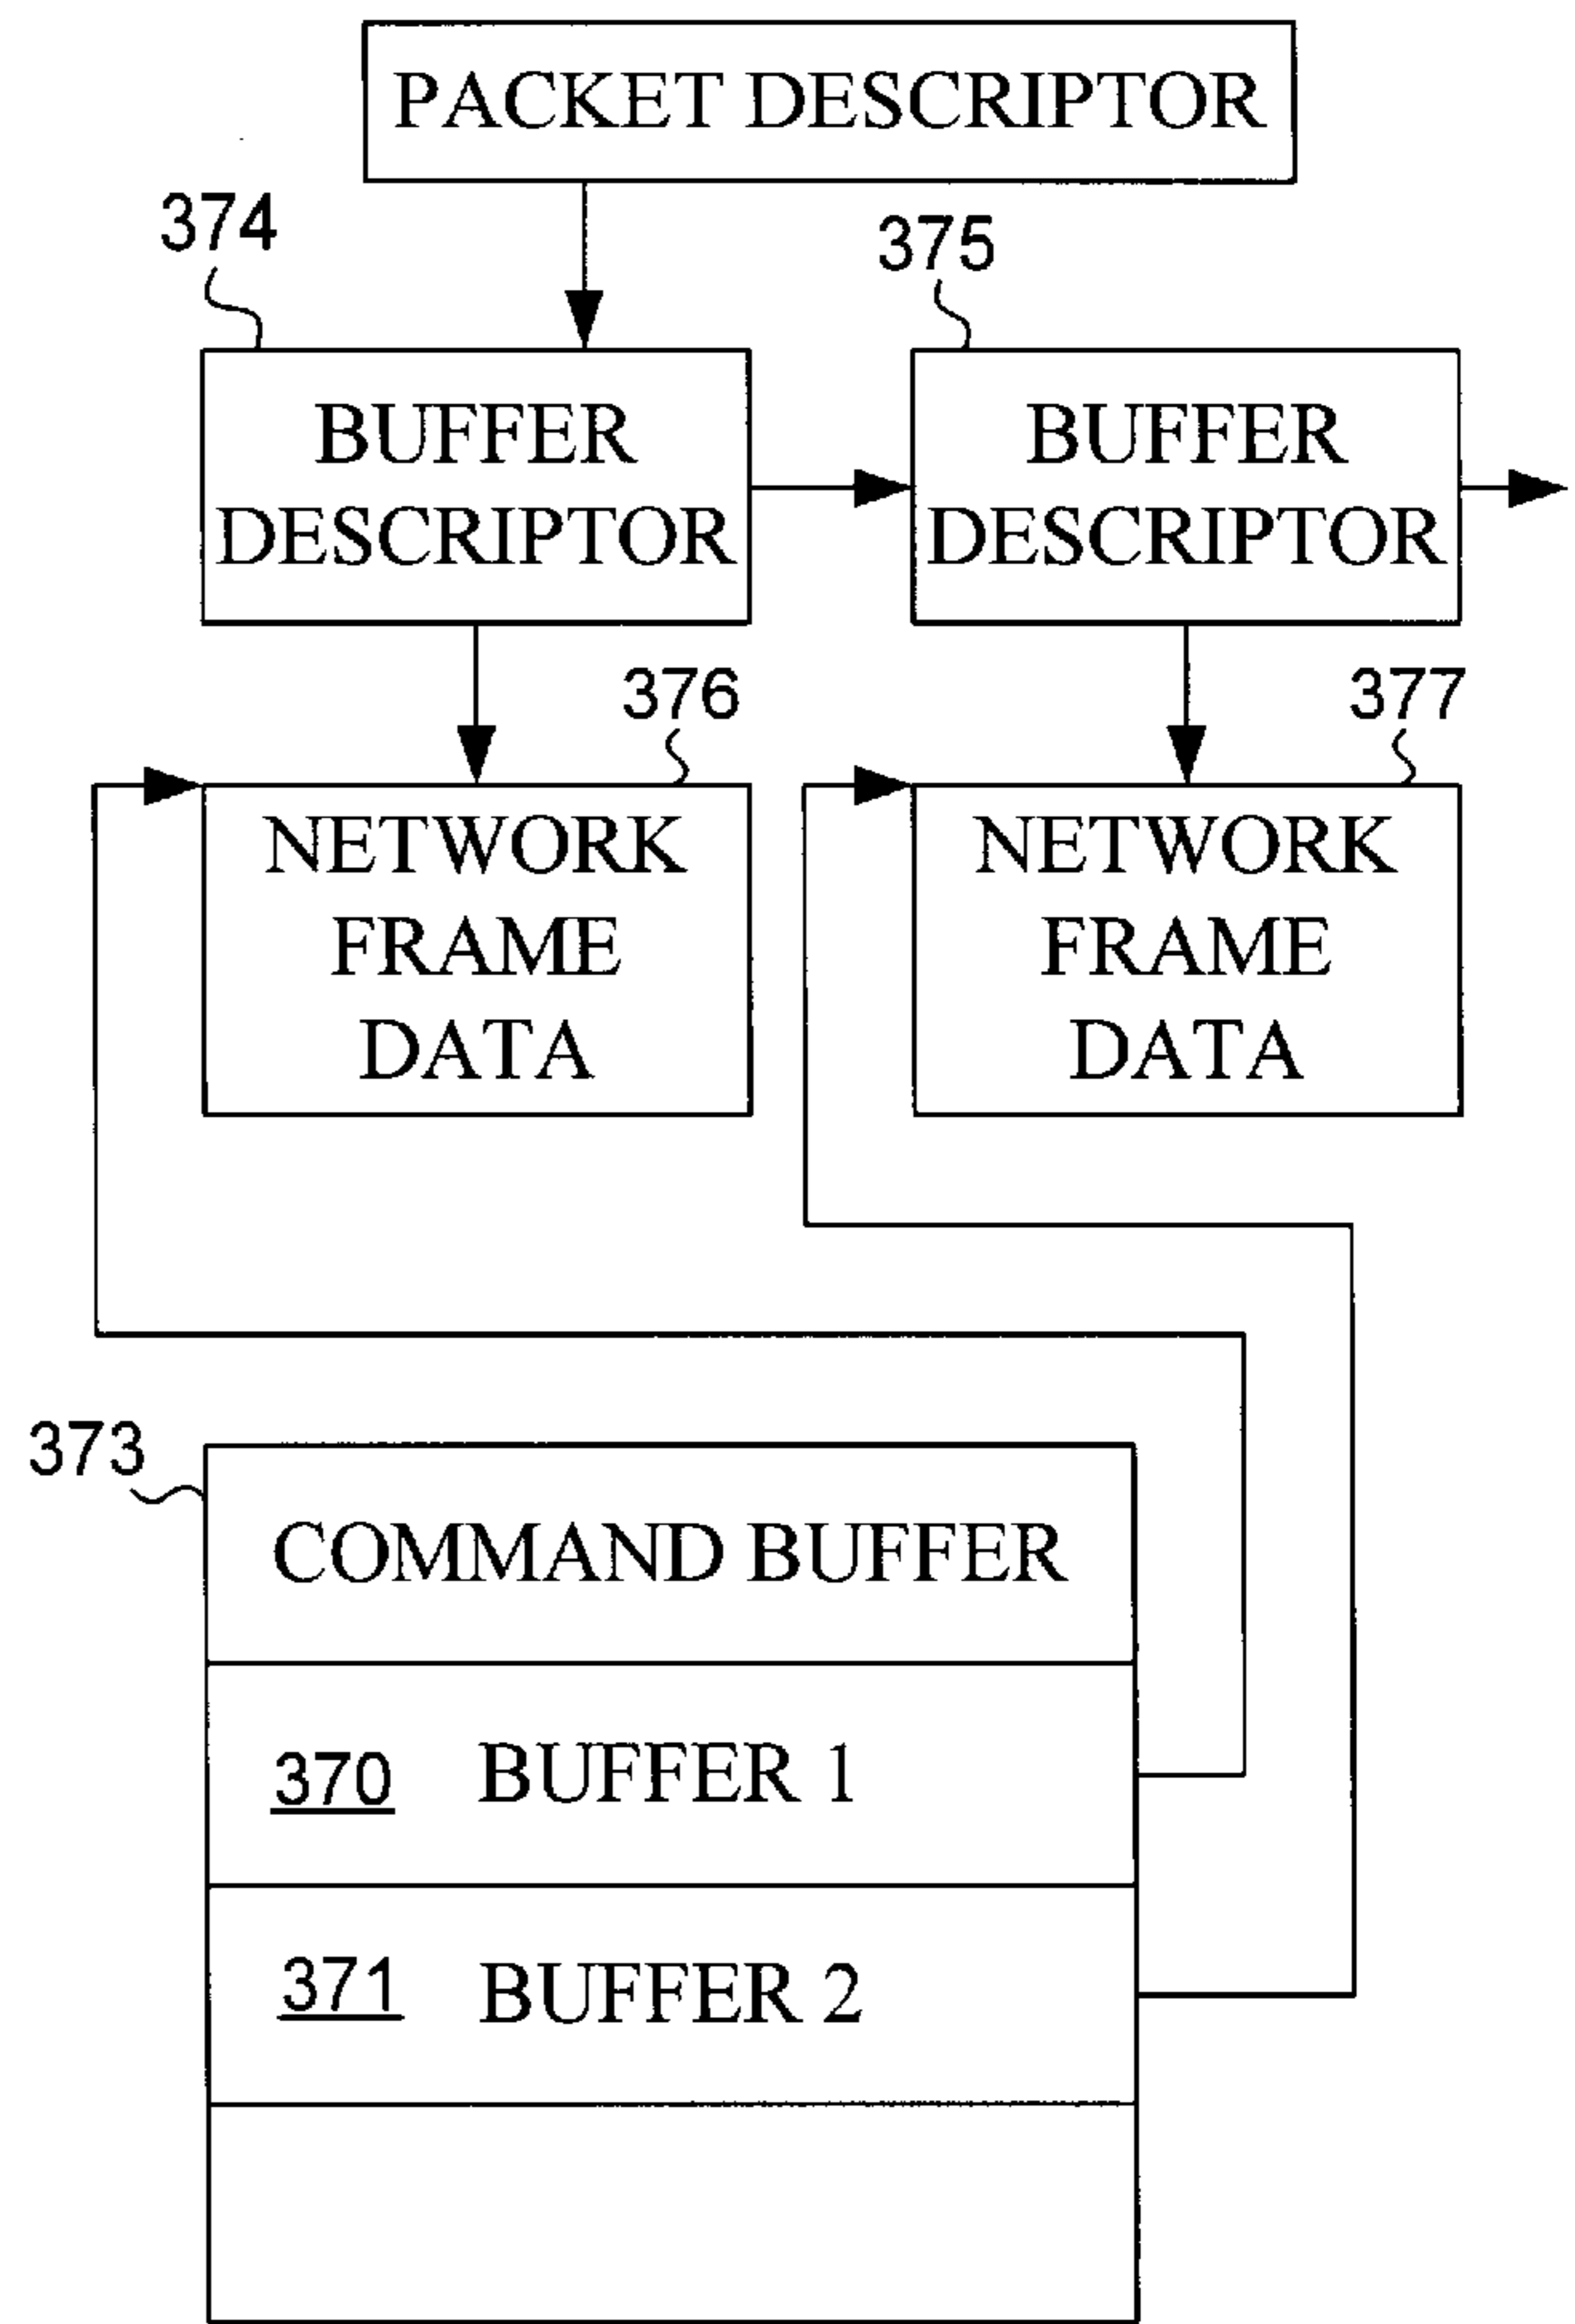 PACKET DESCRIPTOR
374
375
BUFFER
DESCRIPTOR
BUFFER
DESCRIPTOR
376
377
NETWORK
FRAME
DATA
NETWORK
FRAME
DATA
373
COMMAND BUFFER
370 BUFFER 1
371 BUFFER 2